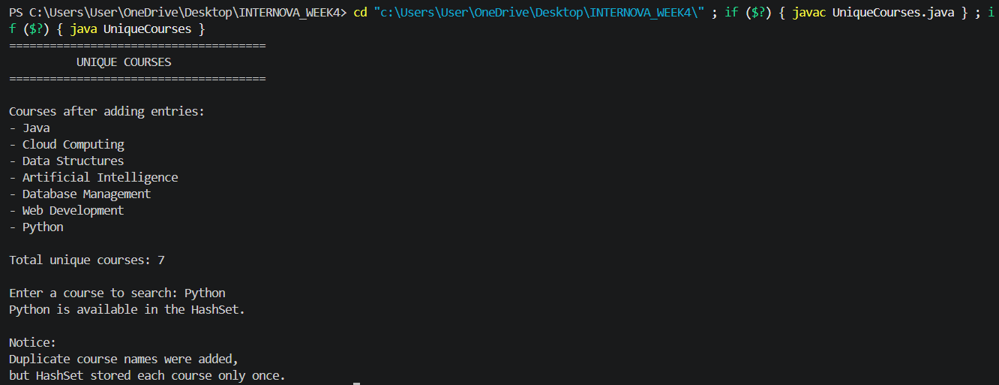 PS C:\Users\User\OneDrive\Desktop\INTERNOVA_WEEK4> cd "c:\Users\User\OneDrive\Desktop\INTERNOVA_WEEK4\" ; if ($?) { javac UniqueCourses.java } ; i
f ($?) { java UniqueCourses }
======================================
          UNIQUE COURSES
======================================

Courses after adding entries:
- Java
- Cloud Computing
- Data Structures
- Artificial Intelligence
- Database Management
- Web Development
- Python

Total unique courses: 7

Enter a course to search: Python
Python is available in the HashSet.

Notice:
Duplicate course names were added,
but HashSet stored each course only once.